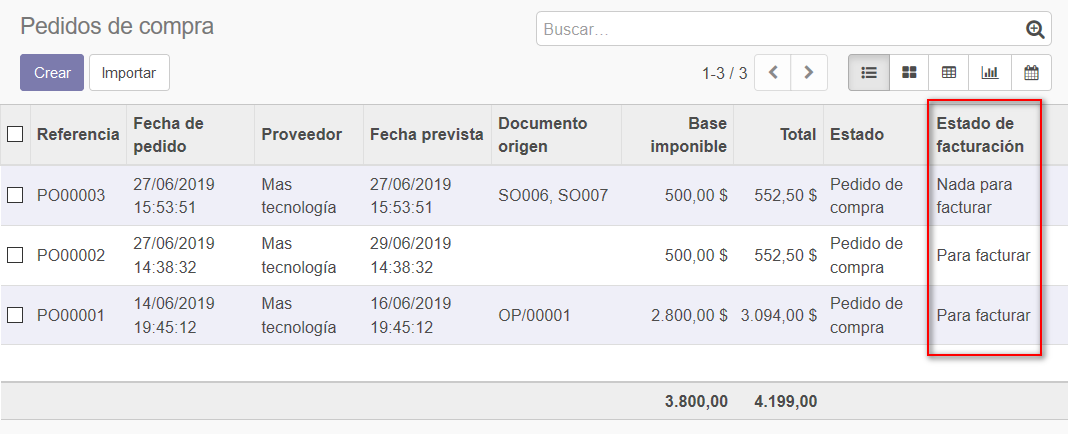 Pedidos de compra
Buscar...
Crear
Importar
1-3 / 3
Referencia
Fecha de
pedido
Proveedor
Fecha prevista
Documento
origen
Base
imponible
Total
Estado
Estado de
facturación
PO00003
27/06/2019
15:53:51
Mas
tecnología
27/06/2019
15:53:51
SO006, SO007
500,00 $
552,50 $
Pedido de
compra
Nada para
facturar
PO00002
27/06/2019
14:38:32
Mas
tecnología
29/06/2019
14:38:32
500,00 $
552,50 $
Pedido de
compra
Para facturar
PO00001
14/06/2019
19:45:12
Mas
tecnología
16/06/2019
19:45:12
OP/00001
2.800,00 $
3.094,00 $
Pedido de
compra
Para facturar
3.800,00
4.199,00